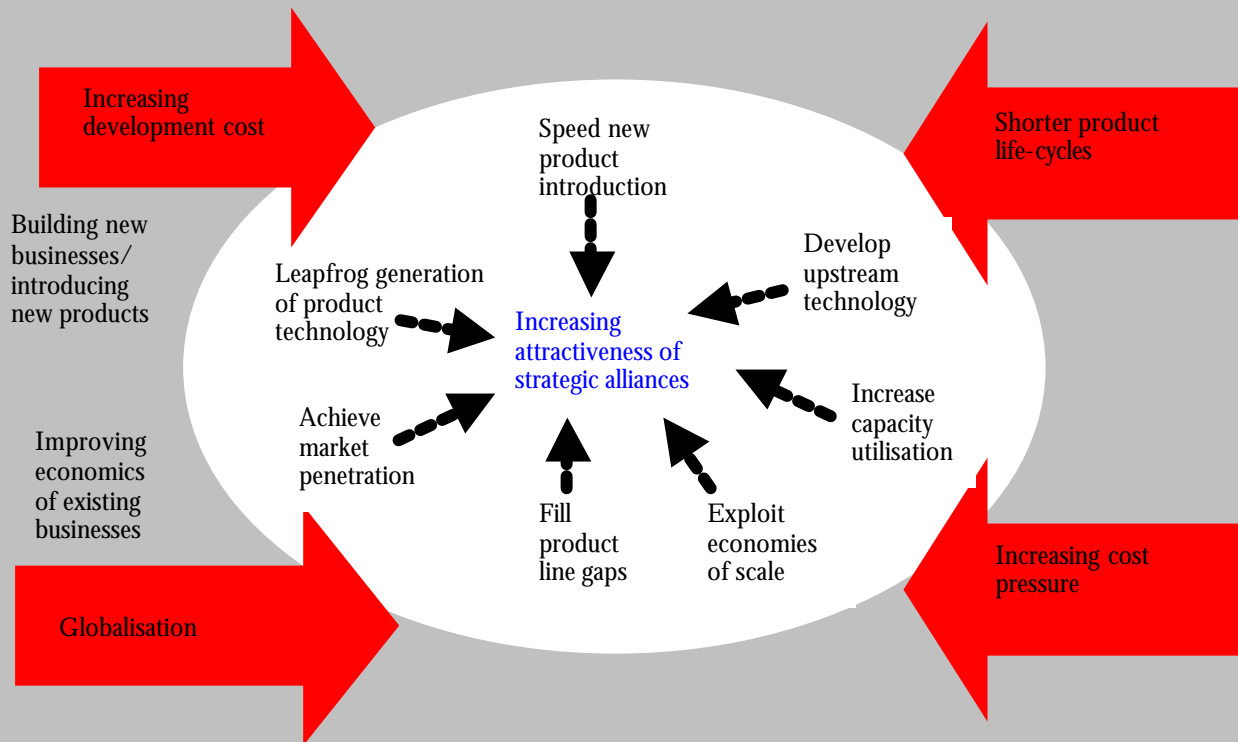 Increasing
development cost
Speed new
product
introduction
Shorter product
life-cycles
Building new
businesses/
introducing
new products
Leapfrog generation
of product
technology
Develop
upstream
technology
Increasing
attractiveness of
strategic alliances
Improving
economics
of existing
businesses
Achieve
market
penetration
Increase
capacity
utilisation
Fill
product
line gaps
Exploit
economies
of scale
Increasing cost
pressure
Globalisation